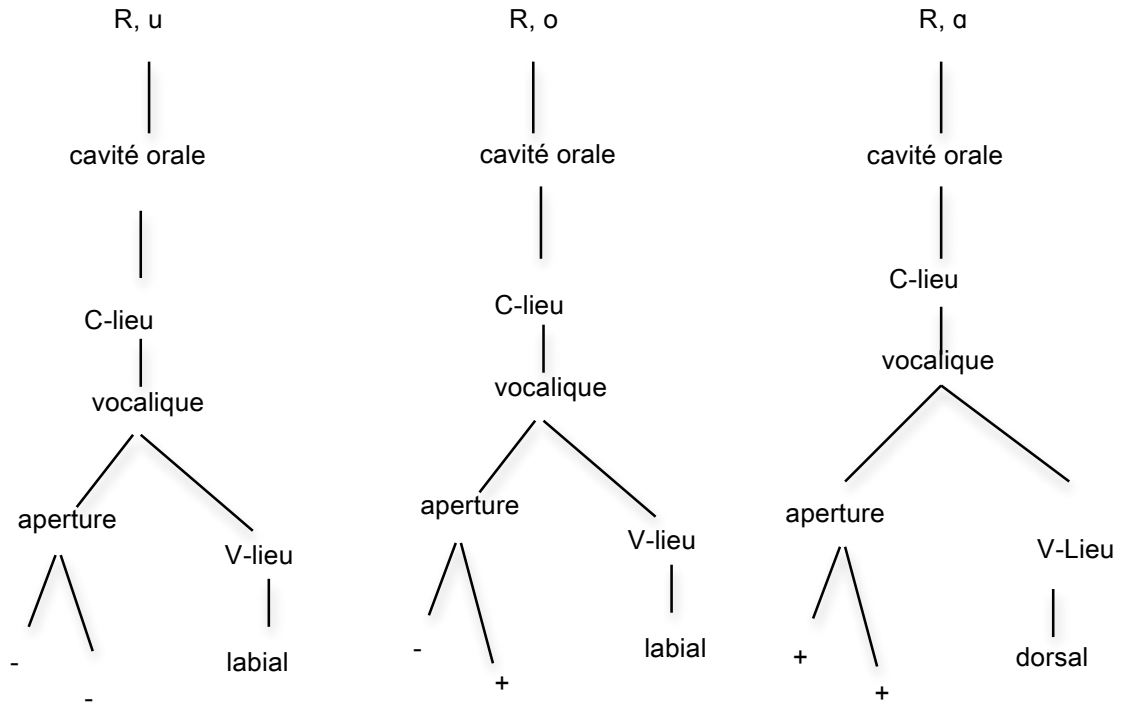 R, u
cavité orale
C-lieu
vocalique
aperture
V-lieu
-
-
labial
R, o
cavité orale
C-lieu
vocalique
aperture
V-lieu
-
+
labial
R, ɑ
cavité orale
C-lieu
vocalique
aperture
V-Lieu
+
+
dorsal